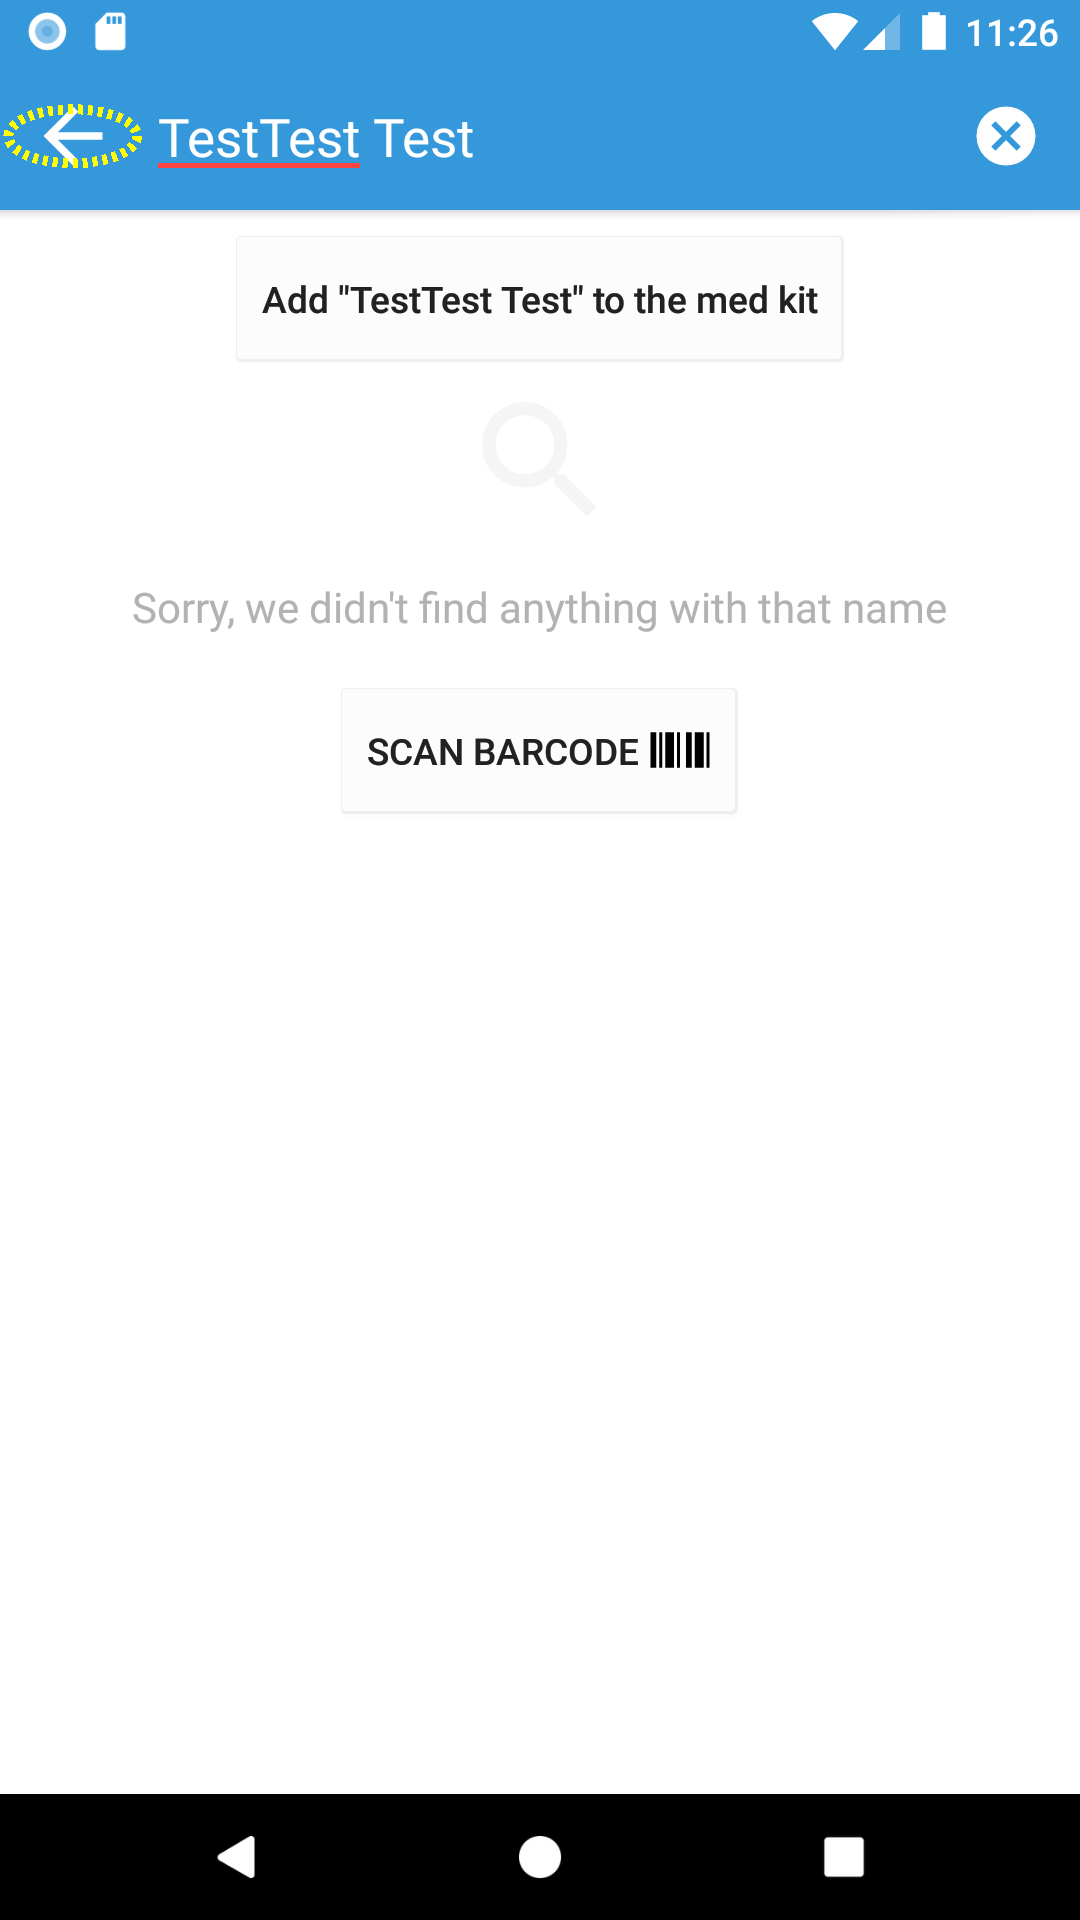 11:26
TestTest Test
Add "TestTest Test" to the med kit
Sorry, we didn't find anything with that name
SCAN BARCODE